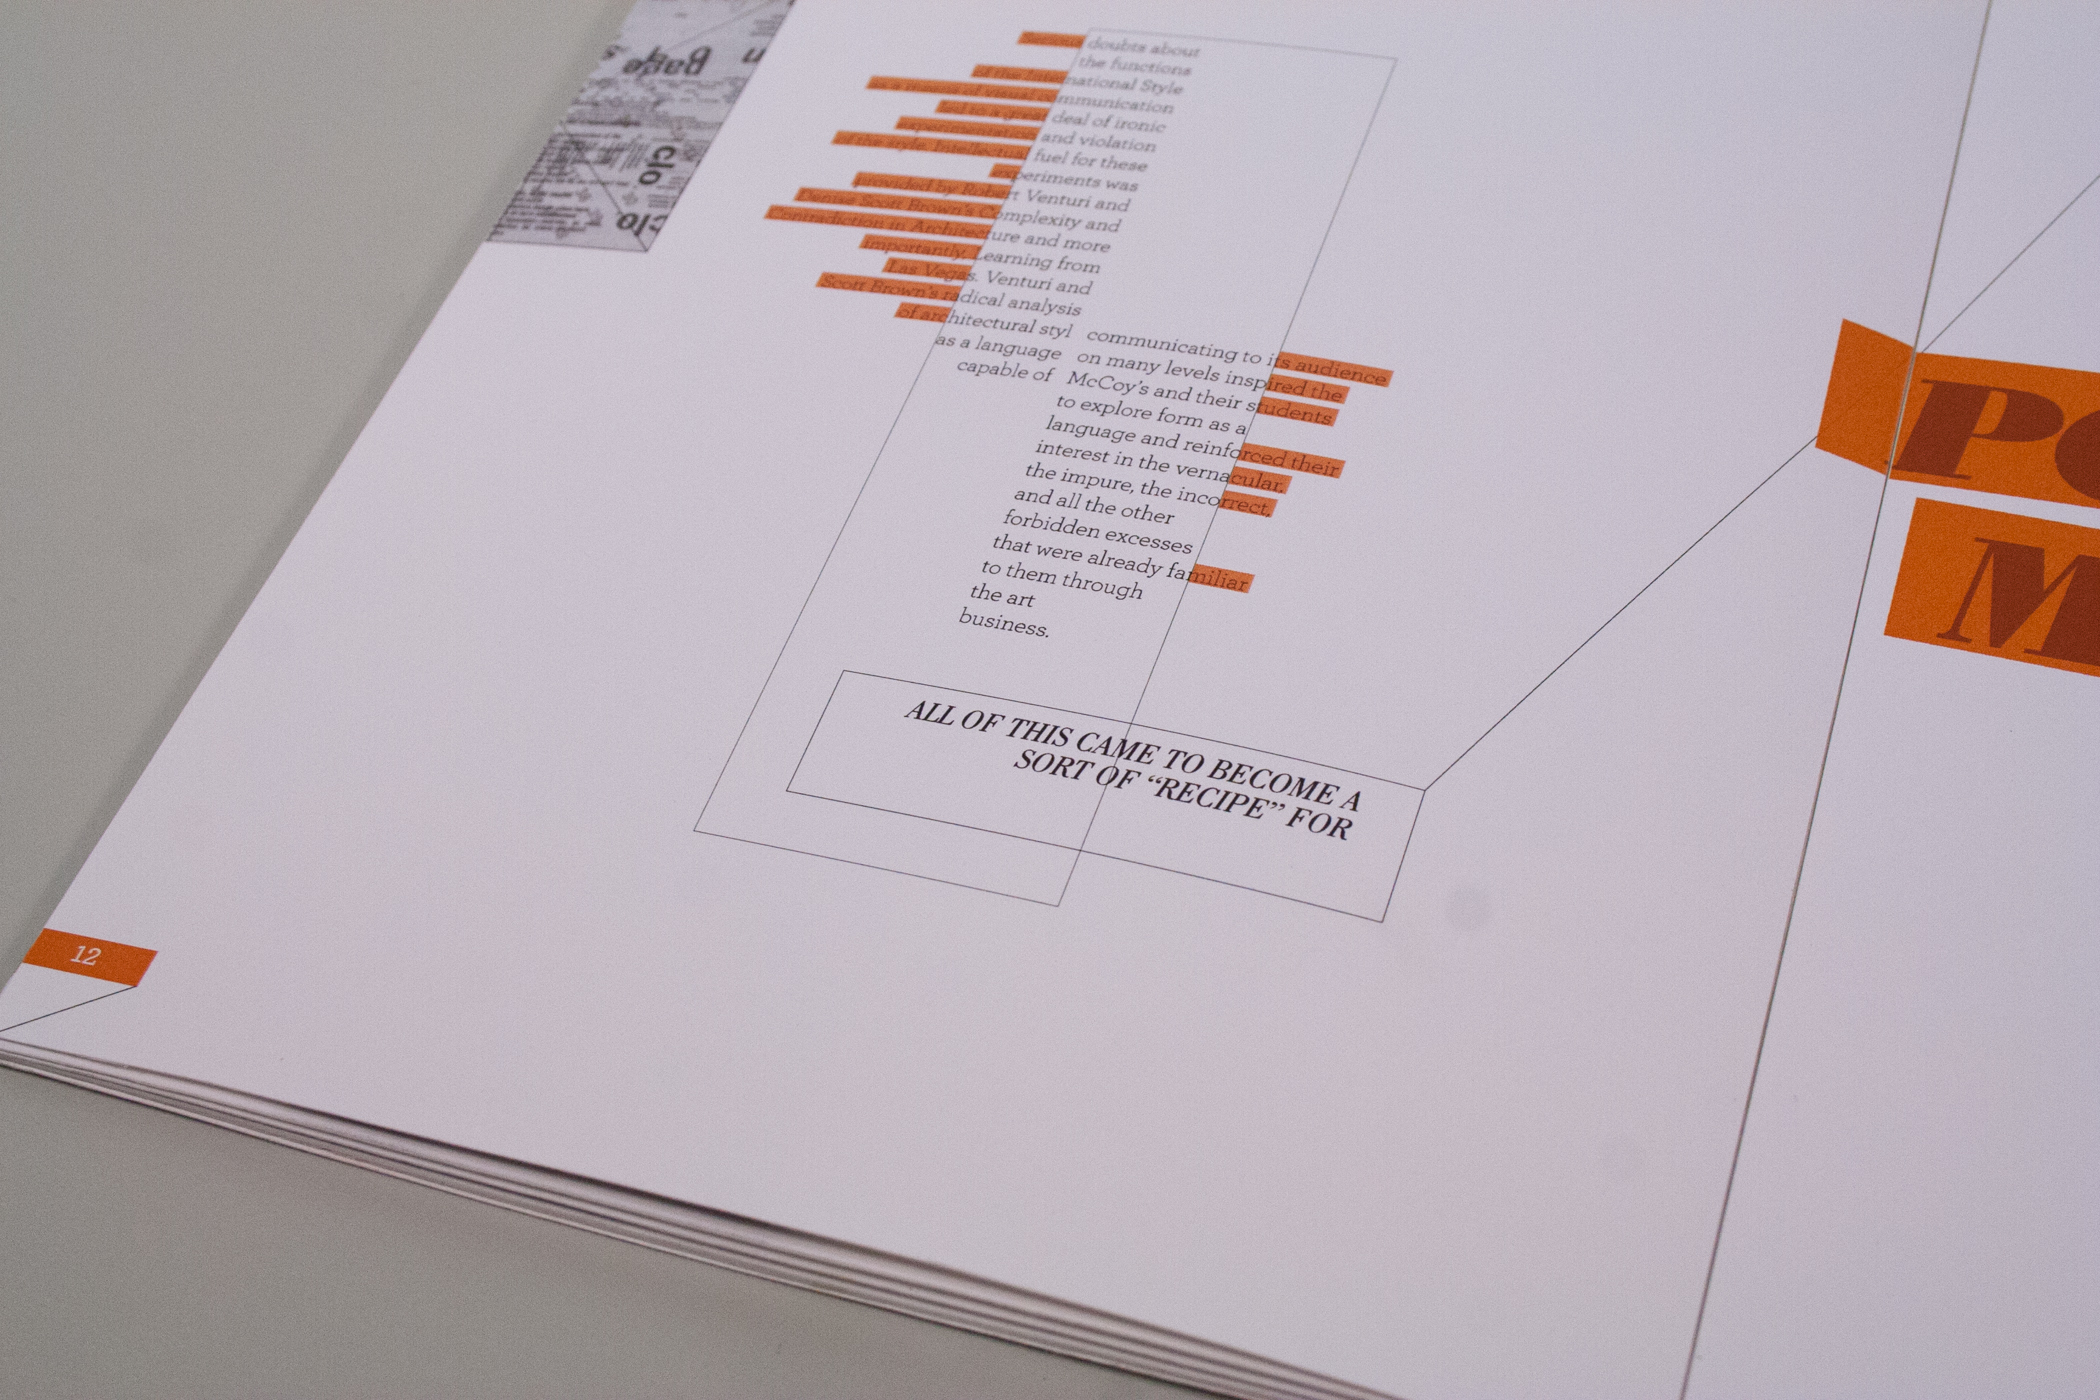 Serious doubts about
the functions
of the International Style
as a means of visual communication
led to a great deal of ironic
experimentation and violation
of the style. Intellectual fuel for these
experiments was
provided by Robert Venturi and
Denise Scott Brown's Complexity and
Contradiction in Architecture and more
importantly, Learning from
Las Vegas. Venturi and
Scott Brown's radical analysis
of architectural styl
as a language
capable of
communicating to its audience
on many levels inspired the
McCoy's and their students
to explore form as a
language and reinforced their
interest in the vernacular,
the impure, the incorrect,
and all the other
forbidden excesses
that were already familiar
to them through
the art
business.
ALL OF THIS CAME TO BECOME A
SORT OF “RECIPE” FOR
12
clo
clo